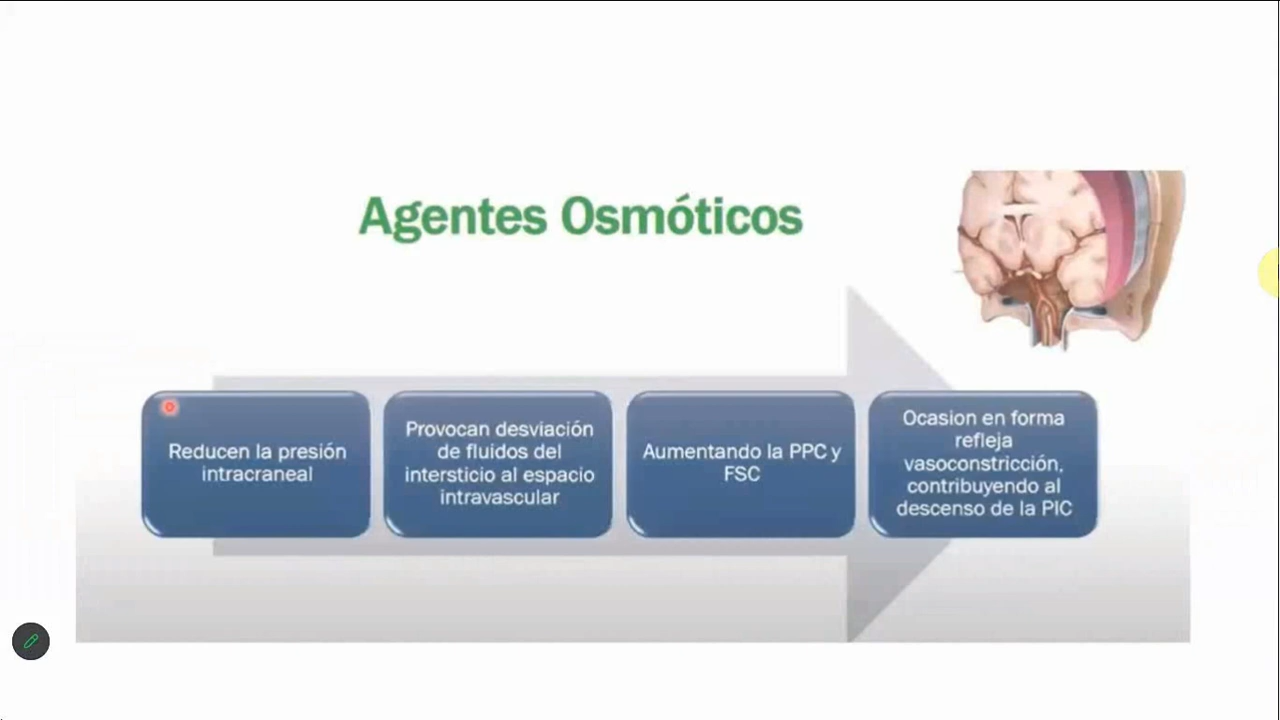 Agentes Osmóticos
Reducen la presión
intracraneal
Provocan desviación
de fluidos del
intersticio al espacio
intravascular
Aumentando la PPC y
FSC
Ocasion en forma
refleja
vasoconstricción,
contribuyendo al
descenso de la PIC